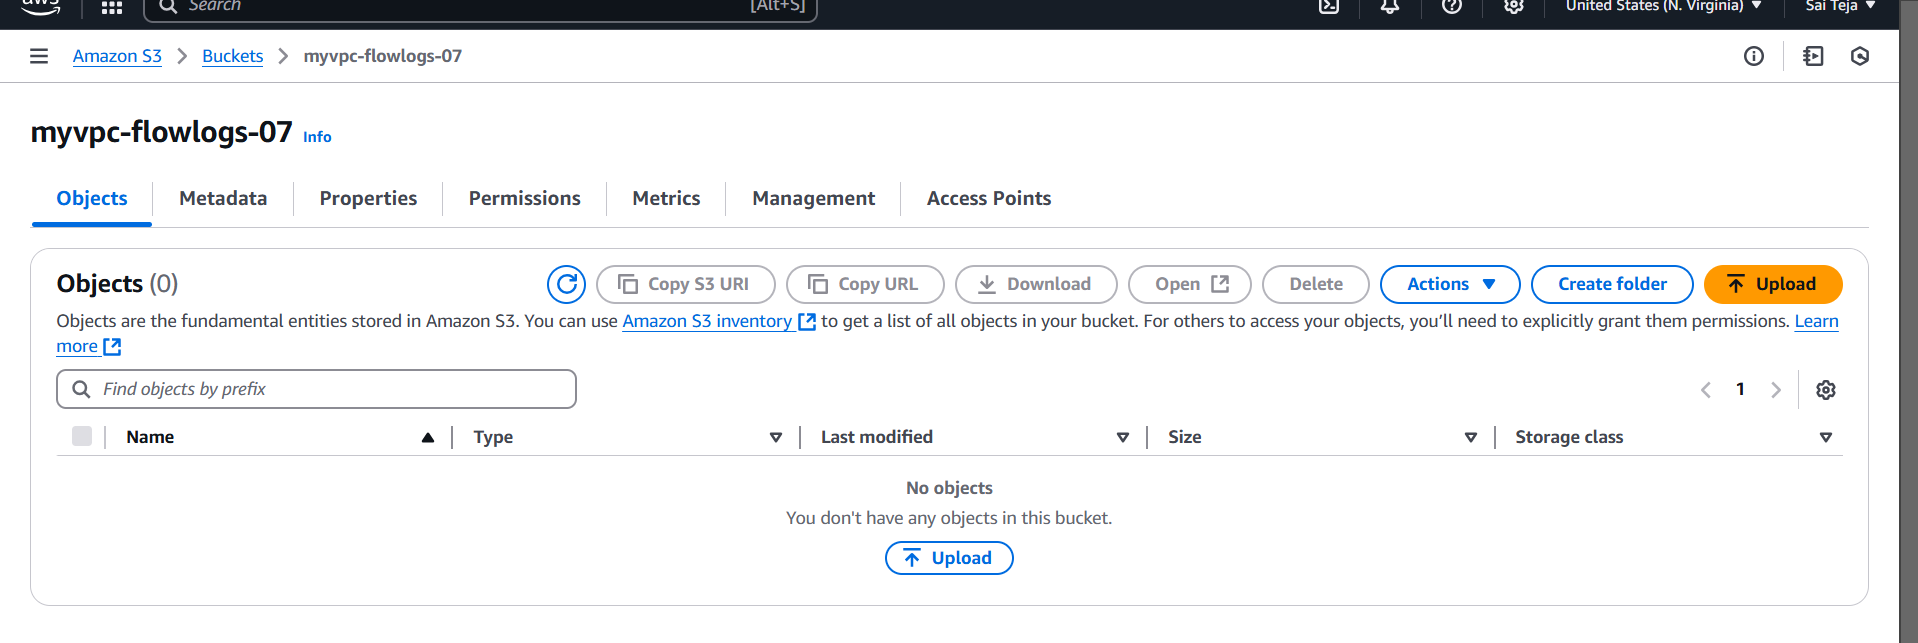 aws
Search [Alt+S] United States (N. Virginia) Sai Teja
Amazon S3 Buckets myvpc-flowlogs-07
myvpc-flowlogs-07 Info
Objects Metadata Properties Permissions Metrics Management Access Points
Objects (0) Copy S3 URI Copy URL Download Open Delete Actions Create folder Upload
Objects are the fundamental entities stored in Amazon S3. You can use Amazon S3 inventory to get a list of all objects in your bucket. For others to access your objects, you’ll need to explicitly grant them permissions. Learn
more
Find objects by prefix 1
Name Type Last modified Size Storage class
No objects
You don't have any objects in this bucket.
Upload